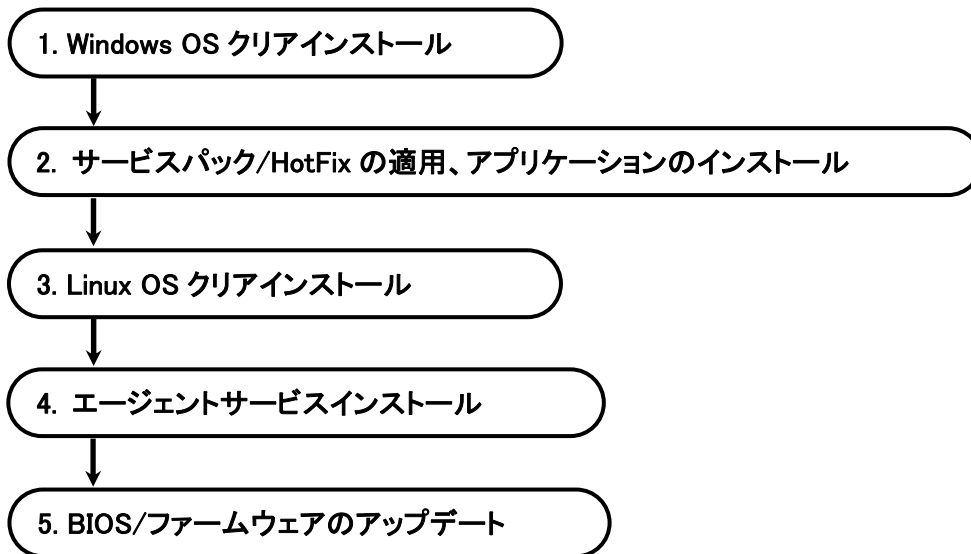 1. Windows OS クリアインストール
2. サービスパック/HotFix の適用、アプリケーションのインストール
3. Linux OS クリアインストール
4. エージェントサービスインストール
5. BIOS/ファームウェアのアップデート